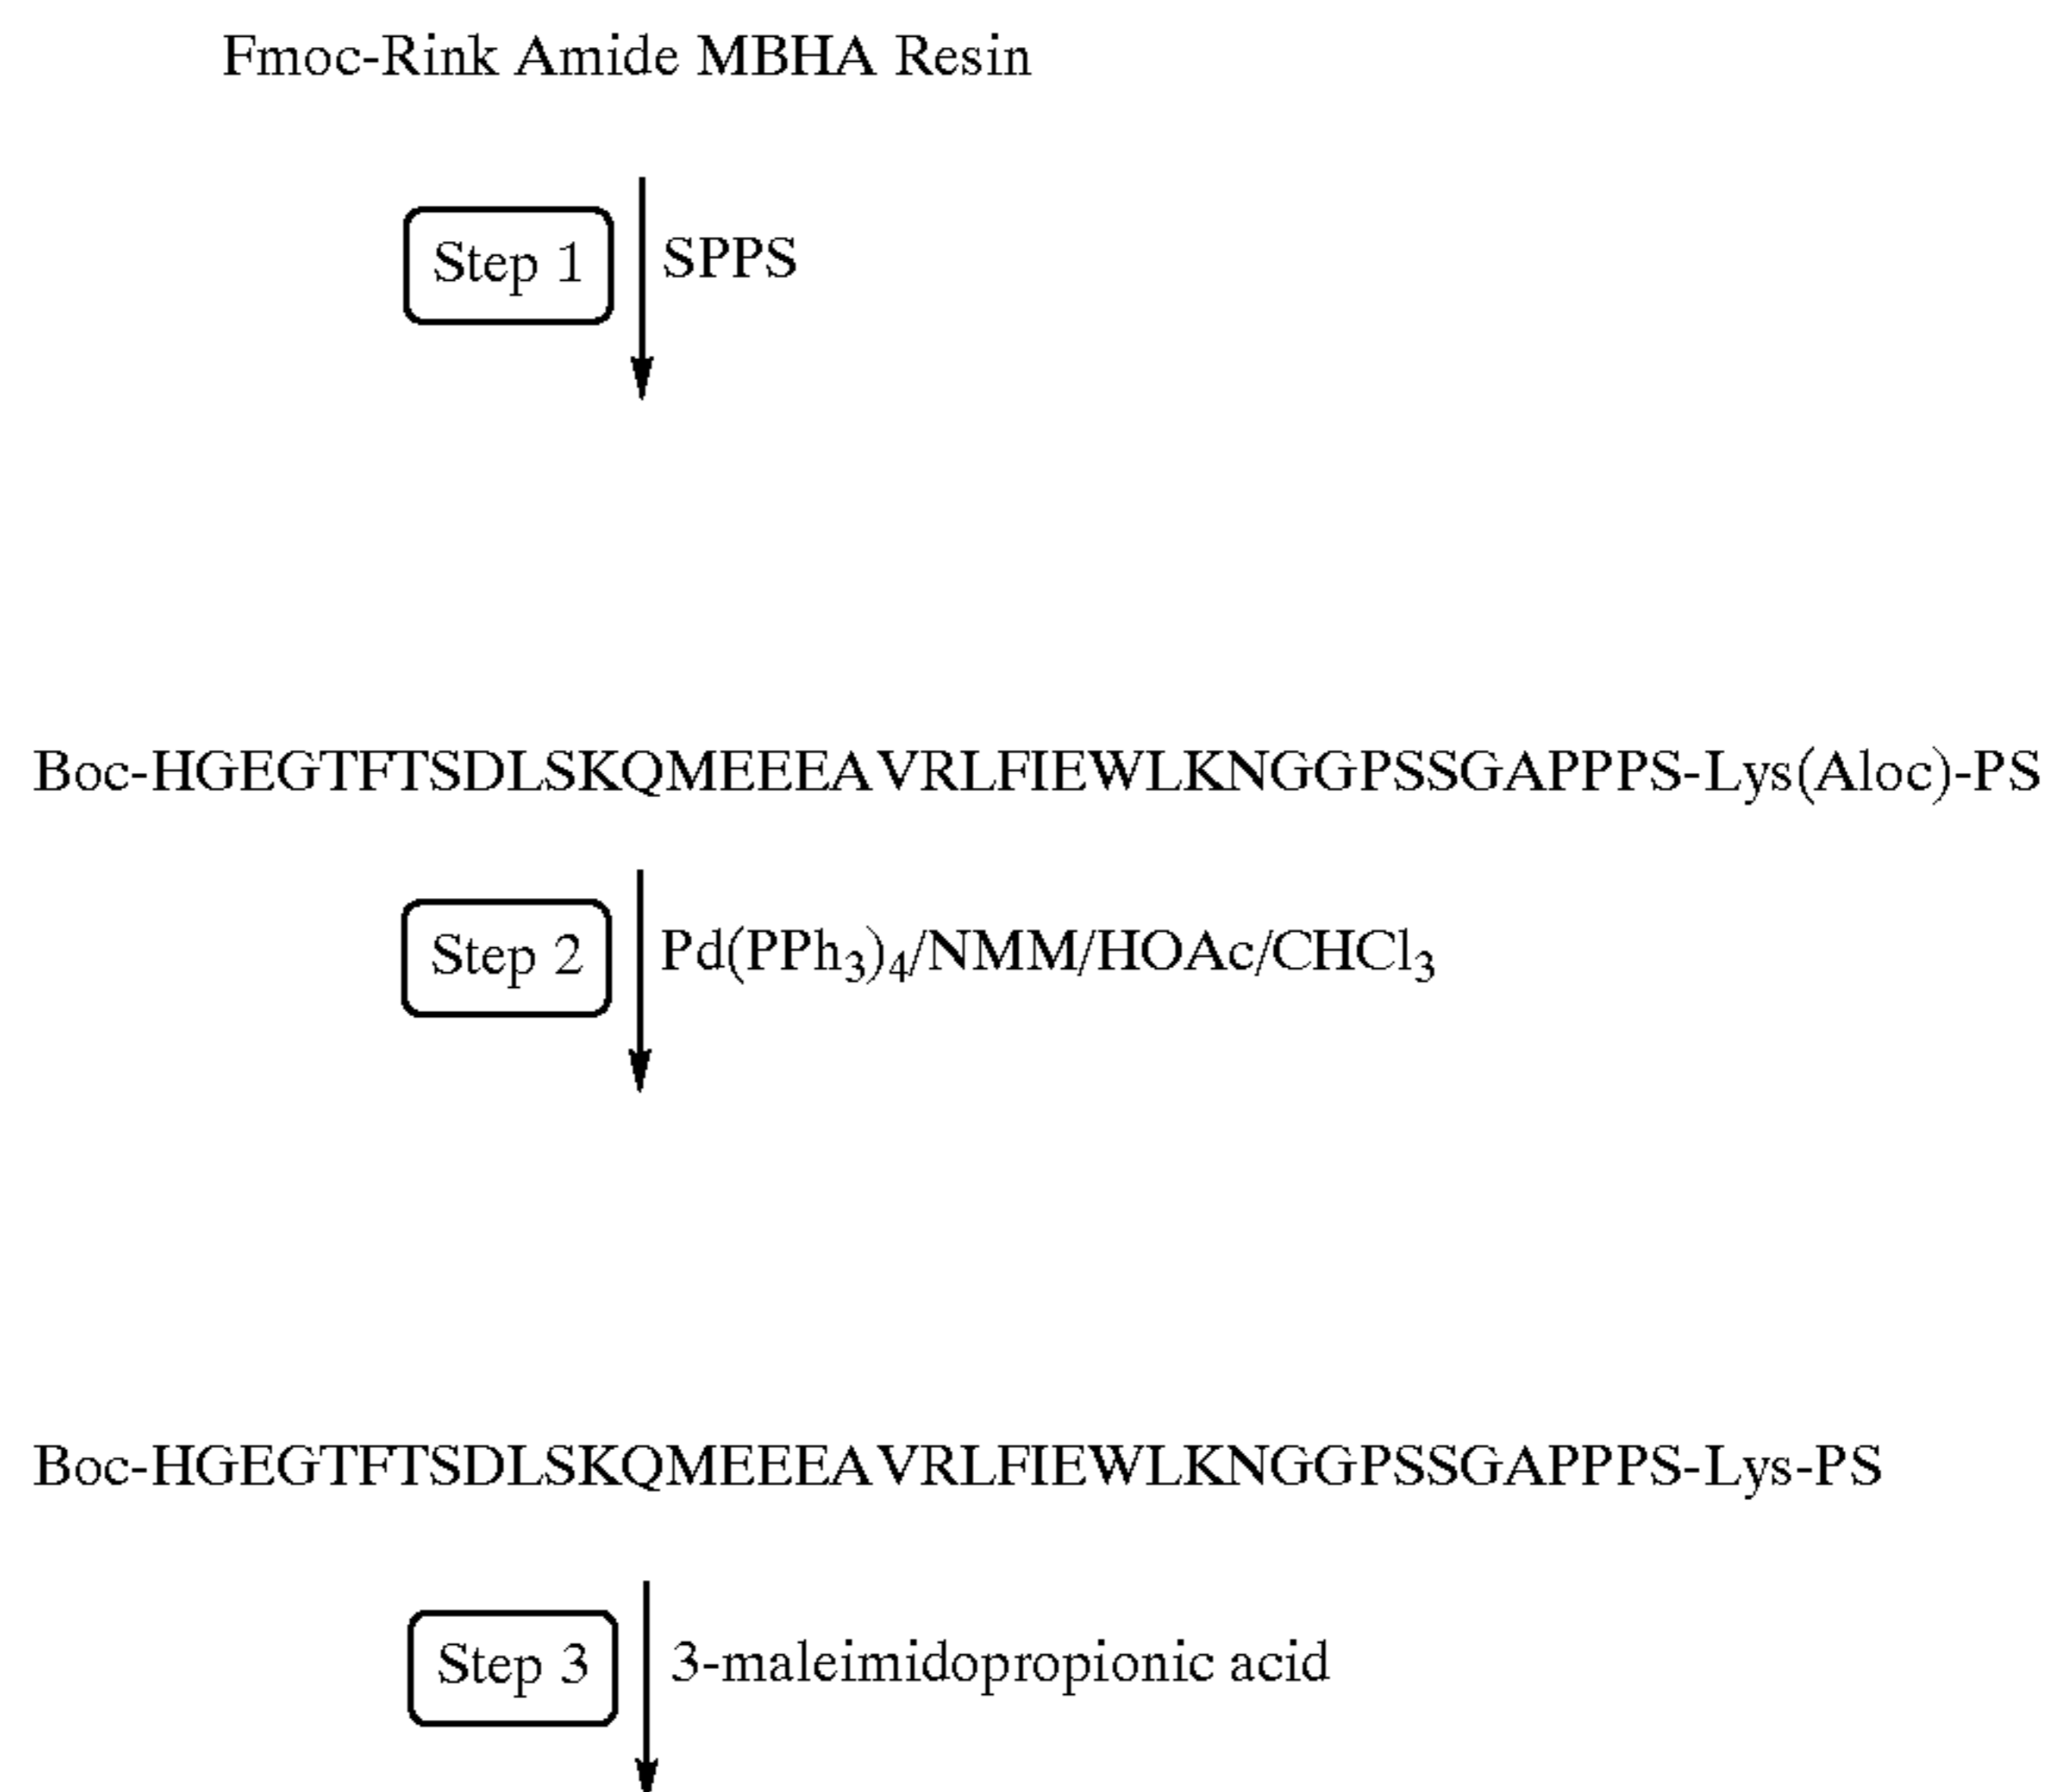 Fmoc-Rink Amide MBHA Resin
Step 1
SPPS
Boc-HGEGTFTSDLSKQMEEEAVRLFIEWLKNGGPSSGAPPPS-Lys(Aloc)-PS
Step 2
Pd(PPh3)4/NMM/HOAc/CHCl3
Boc-HGEGTFTSDLSKQMEEEAVRLFIEWLKNGGPSSGAPPPS-Lys-PS
Step 3
3-maleimidopropionic acid